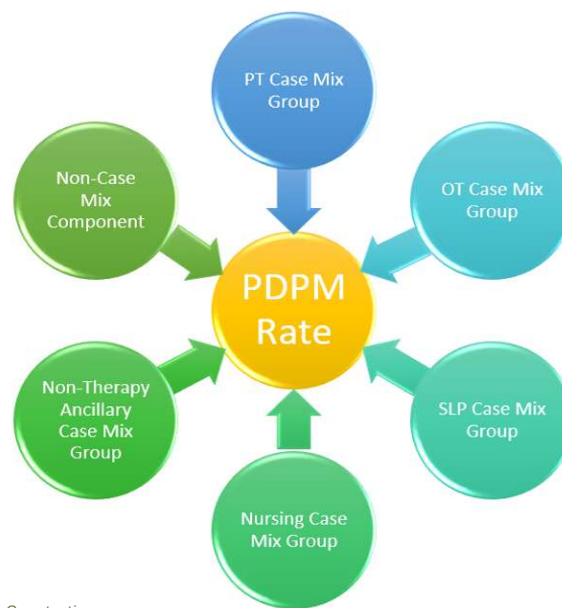 PT Case Mix
Group
Non-Case
Mix
Component
OT Case Mix
Group
PDPM
Rate
Non-Therapy
Ancillary
Case Mix
Group
SLP Case Mix
Group
Nursing Case
Mix Group